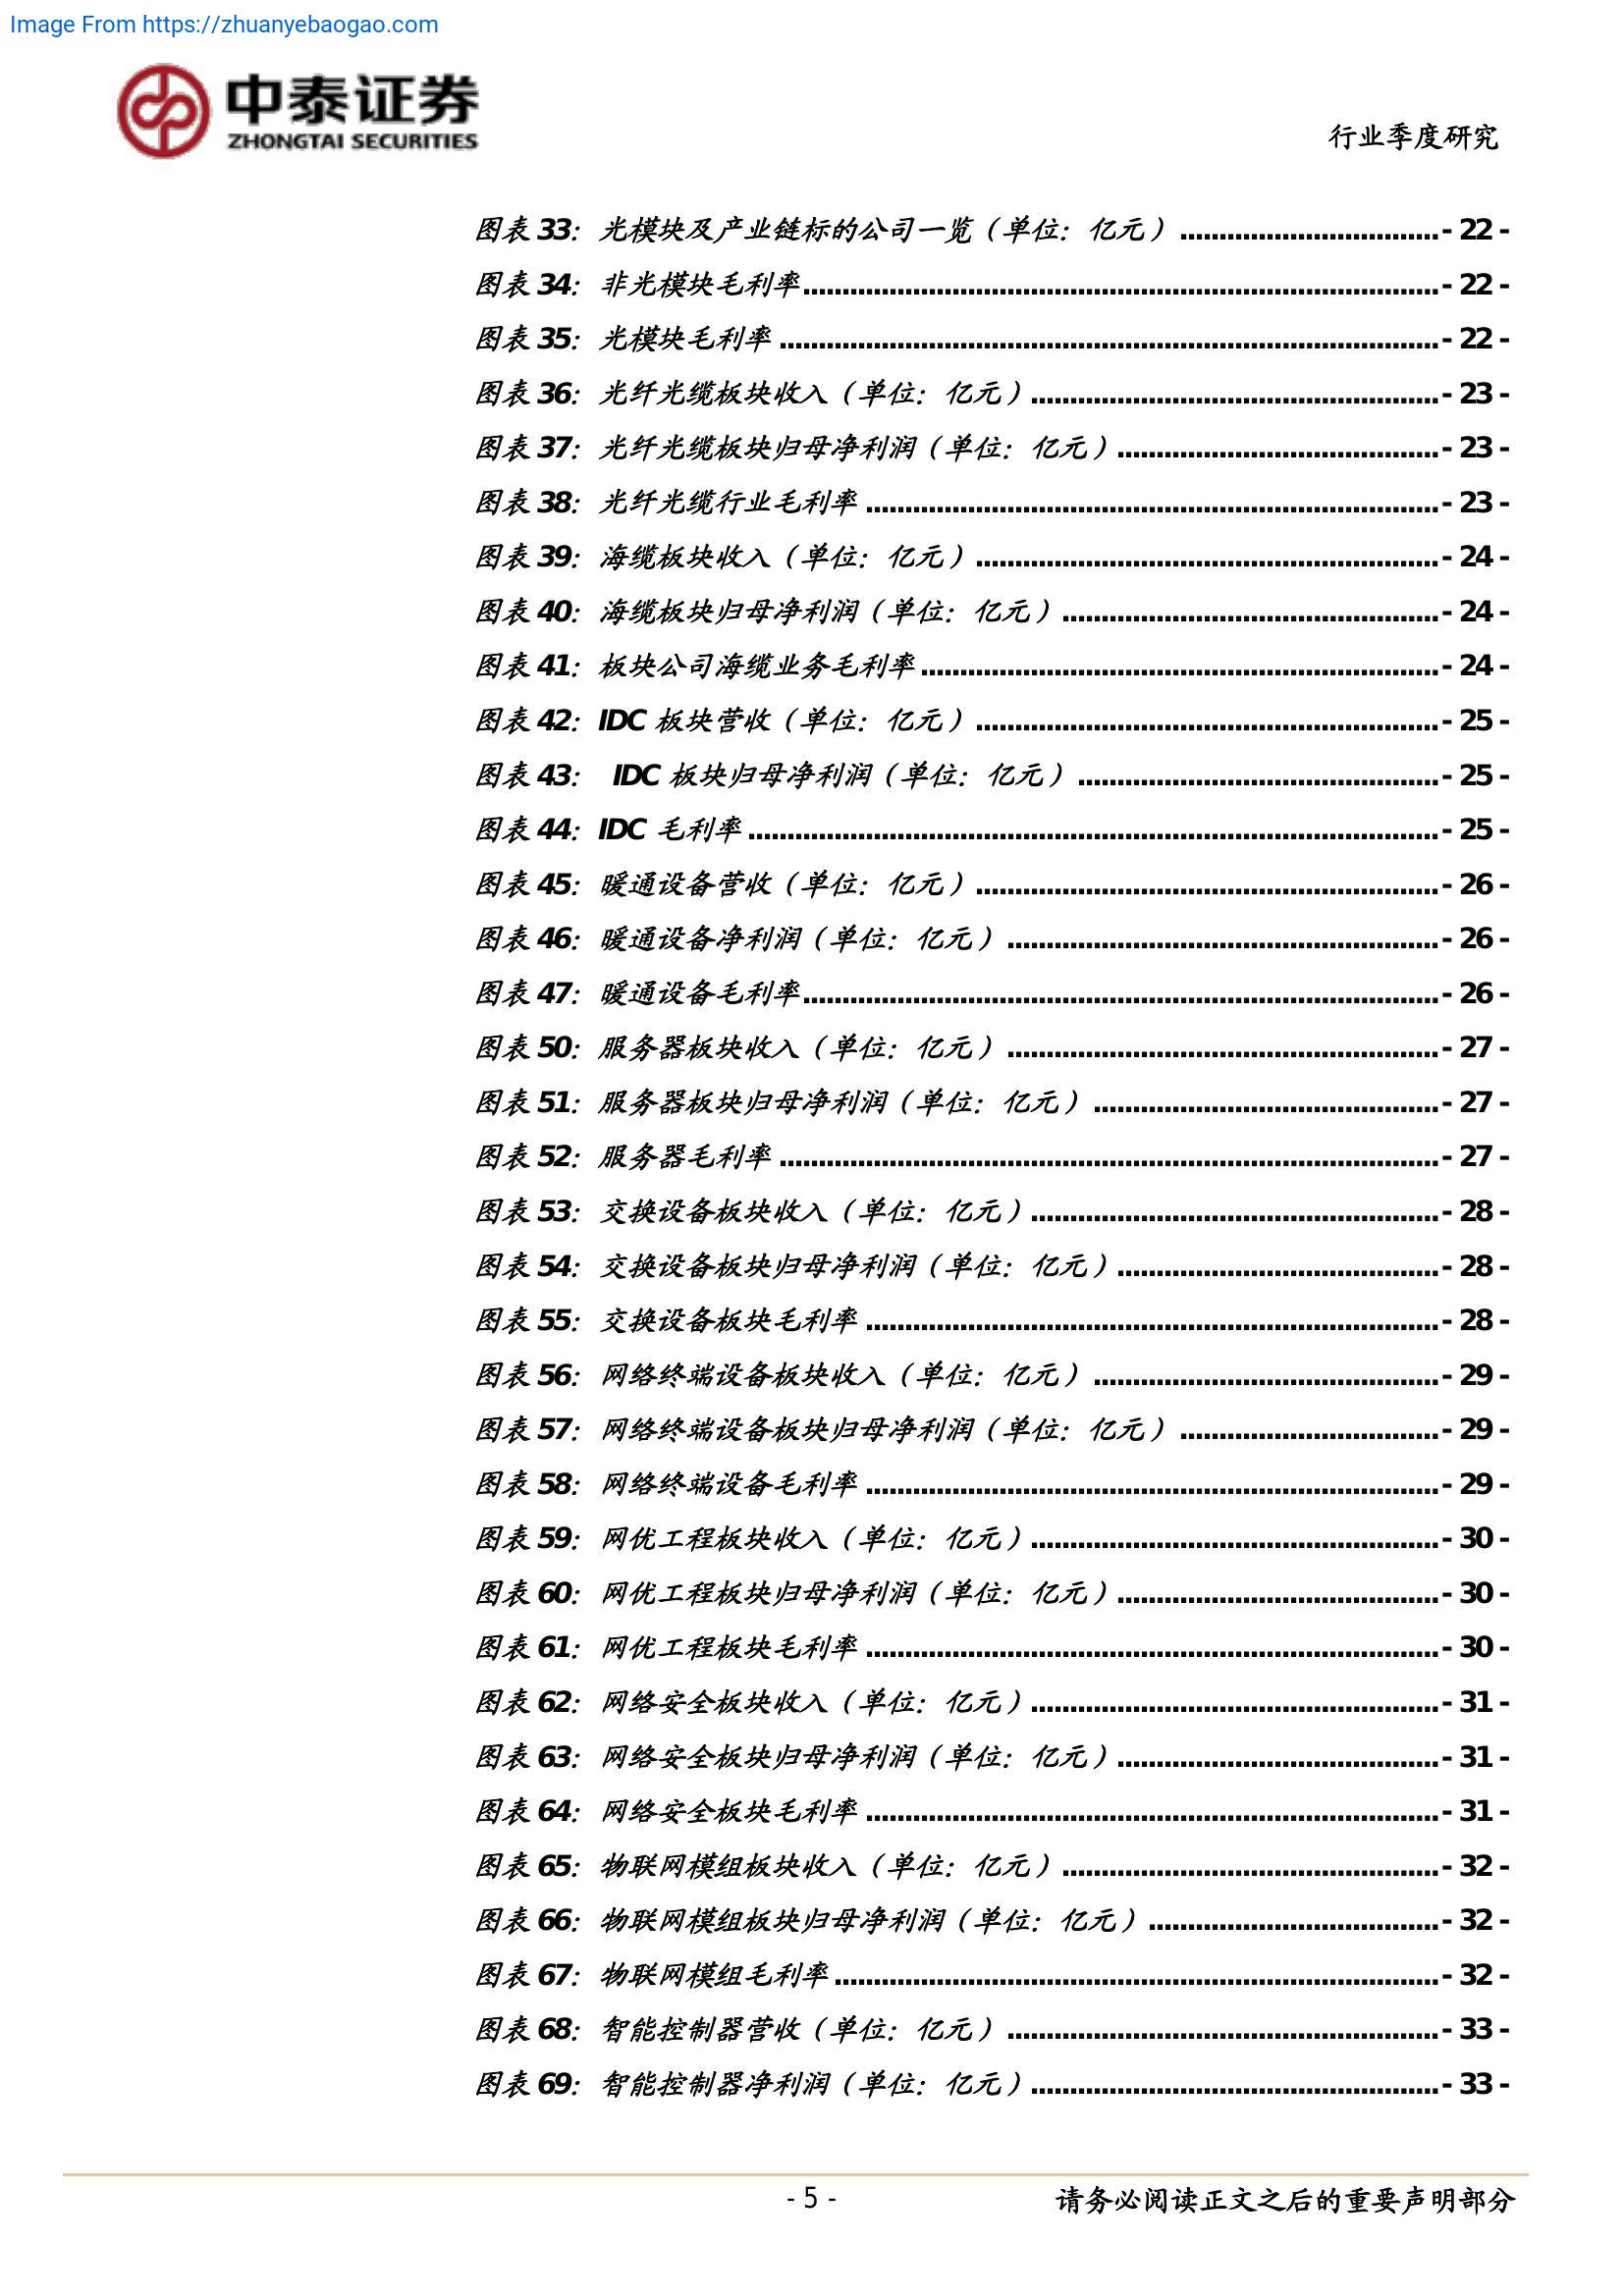 Image From https://zhuanyebaogao.com
中泰证券
ZHONGTAI SECURITIES
行业季度研究
图表 33：光模块及产业链标的公司一览（单位：亿元）.................................- 22 -
图表 34：非光模块毛利率.................................................................................- 22 -
图表 35：光模块毛利率....................................................................................- 22 -
图表 36：光纤光缆板块收入（单位：亿元）....................................................- 23 -
图表 37：光纤光缆板块归母净利润（单位：亿元）.........................................- 23 -
图表 38：光纤光缆行业毛利率.........................................................................- 23 -
图表 39：海缆板块收入（单位：亿元）...........................................................- 24 -
图表 40：海缆板块归母净利润（单位：亿元）................................................- 24 -
图表 41：板块公司海缆业务毛利率..................................................................- 24 -
图表 42：IDC 板块营收（单位：亿元）...........................................................- 25 -
图表 43： IDC 板块归母净利润（单位：亿元）..............................................- 25 -
图表 44：IDC 毛利率........................................................................................- 25 -
图表 45：暖通设备营收（单位：亿元）...........................................................- 26 -
图表 46：暖通设备净利润（单位：亿元）.......................................................- 26 -
图表 47：暖通设备毛利率.................................................................................- 26 -
图表 50：服务器板块收入（单位：亿元）.......................................................- 27 -
图表 51：服务器板块归母净利润（单位：亿元）............................................- 27 -
图表 52：服务器毛利率....................................................................................- 27 -
图表 53：交换设备板块收入（单位：亿元）....................................................- 28 -
图表 54：交换设备板块归母净利润（单位：亿元）.........................................- 28 -
图表 55：交换设备板块毛利率.........................................................................- 28 -
图表 56：网络终端设备板块收入（单位：亿元）............................................- 29 -
图表 57：网络终端设备板块归母净利润（单位：亿元）.................................- 29 -
图表 58：网络终端设备毛利率.........................................................................- 29 -
图表 59：网优工程板块收入（单位：亿元）....................................................- 30 -
图表 60：网优工程板块归母净利润（单位：亿元）.........................................- 30 -
图表 61：网优工程板块毛利率.........................................................................- 30 -
图表 62：网络安全板块收入（单位：亿元）....................................................- 31 -
图表 63：网络安全板块归母净利润（单位：亿元）.........................................- 31 -
图表 64：网络安全板块毛利率.........................................................................- 31 -
图表 65：物联网模组板块收入（单位：亿元）................................................- 32 -
图表 66：物联网模组板块归母净利润（单位：亿元）.....................................- 32 -
图表 67：物联网模组毛利率.............................................................................- 32 -
图表 68：智能控制器营收（单位：亿元）.......................................................- 33 -
图表 69：智能控制器净利润（单位：亿元）....................................................- 33 -
- 5 -
请务必阅读正文之后的重要声明部分